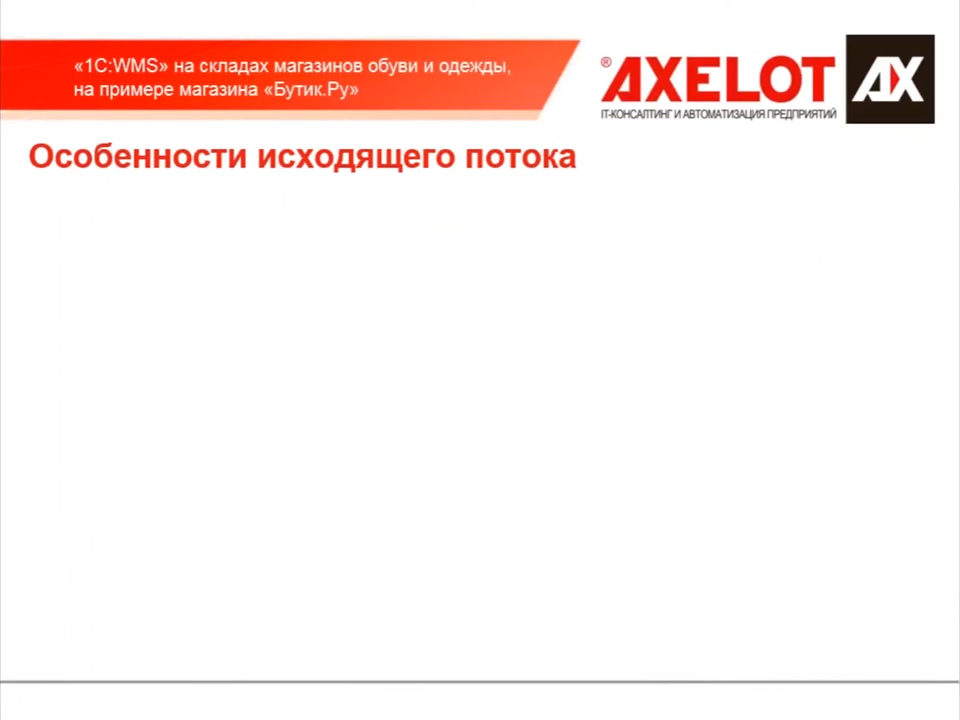 «1С:WMS» на складах магазинов обуви и одежды,
на примере магазина «Бутик.Ру»
® AXELOT AX
IT-КОНСАЛТИНГ И АВТОМАТИЗАЦИЯ ПРЕДПРИЯТИЙ
Особенности исходящего потока